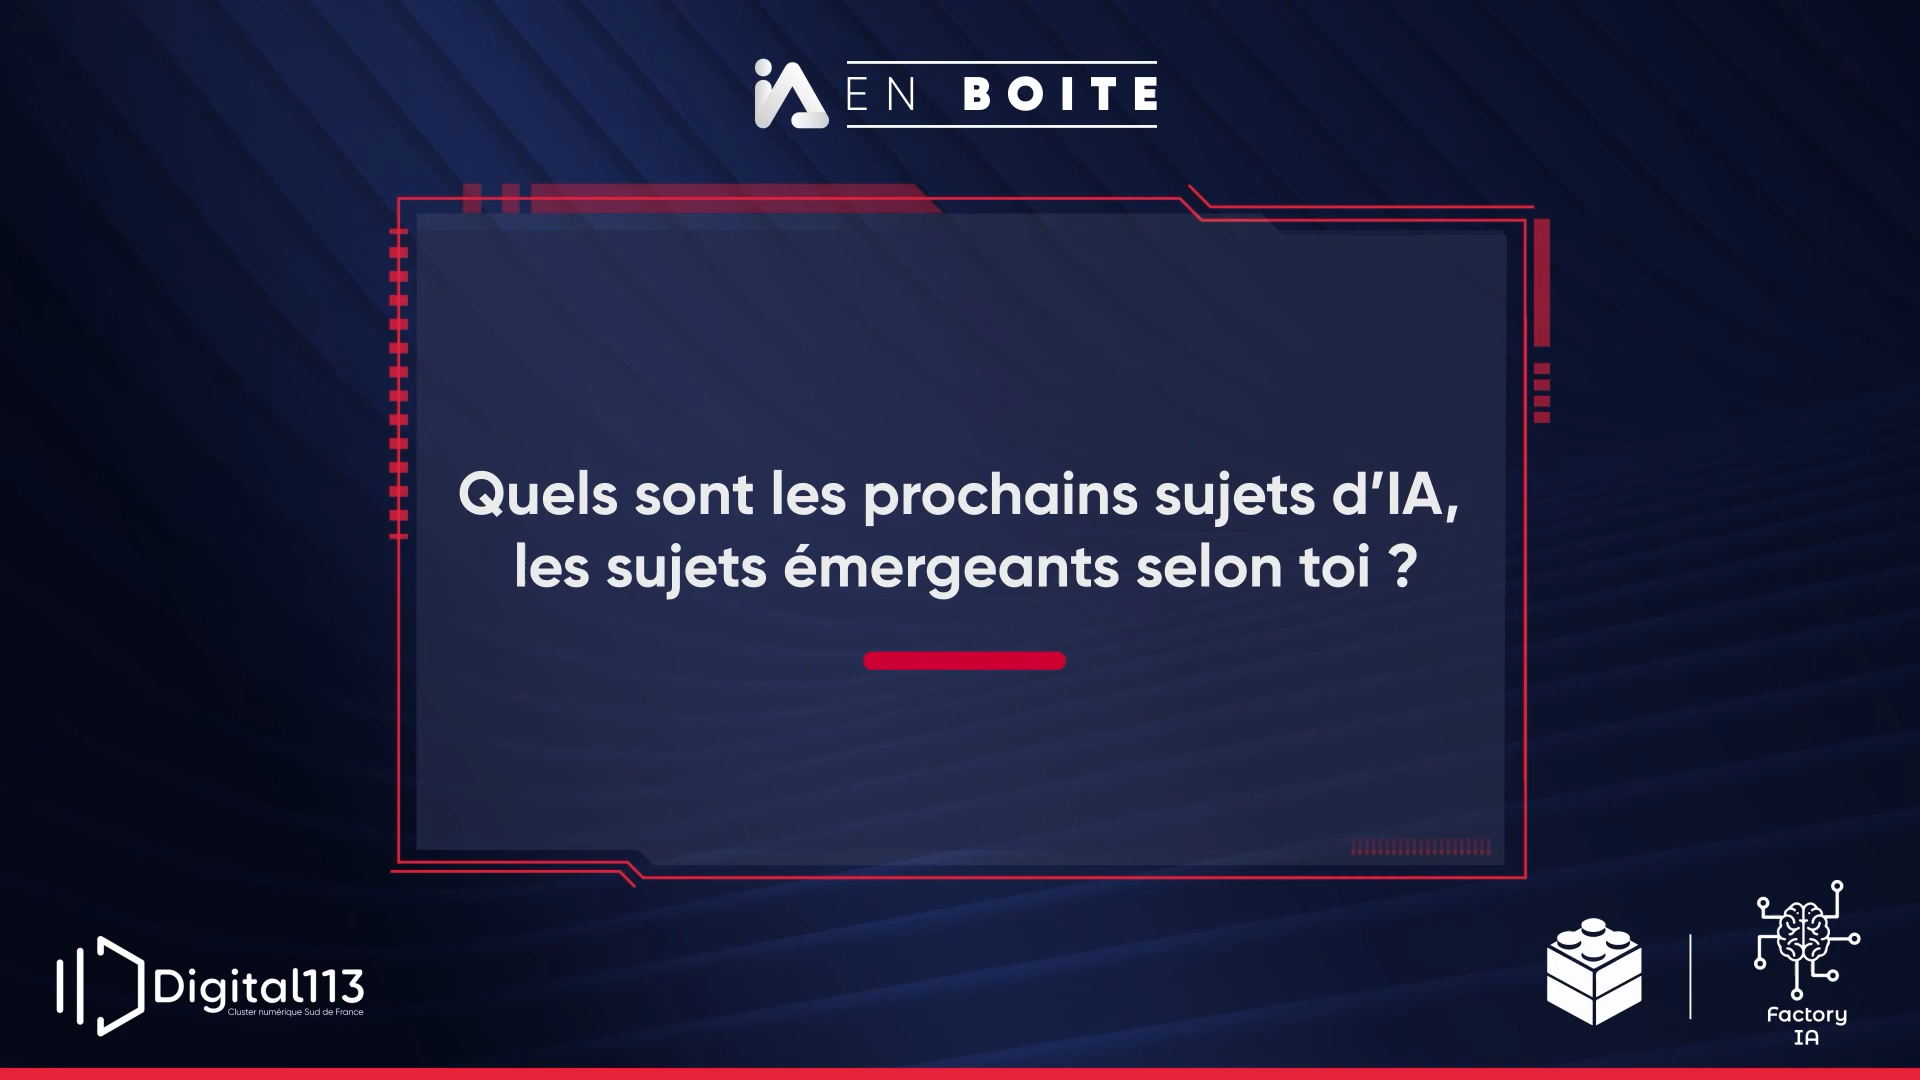 iA EN BOITE
Quels sont les prochains sujets d’IA,
les sujets émergeants selon toi ?
Digital113
Cluster numérique Sud de France
Factory
IA